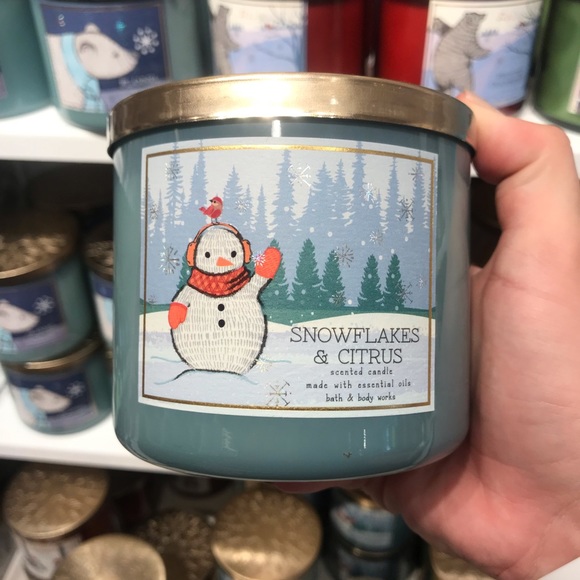 SNOWFLAKES
& CITRUS
scented candle
made with essential oils
bath & body works